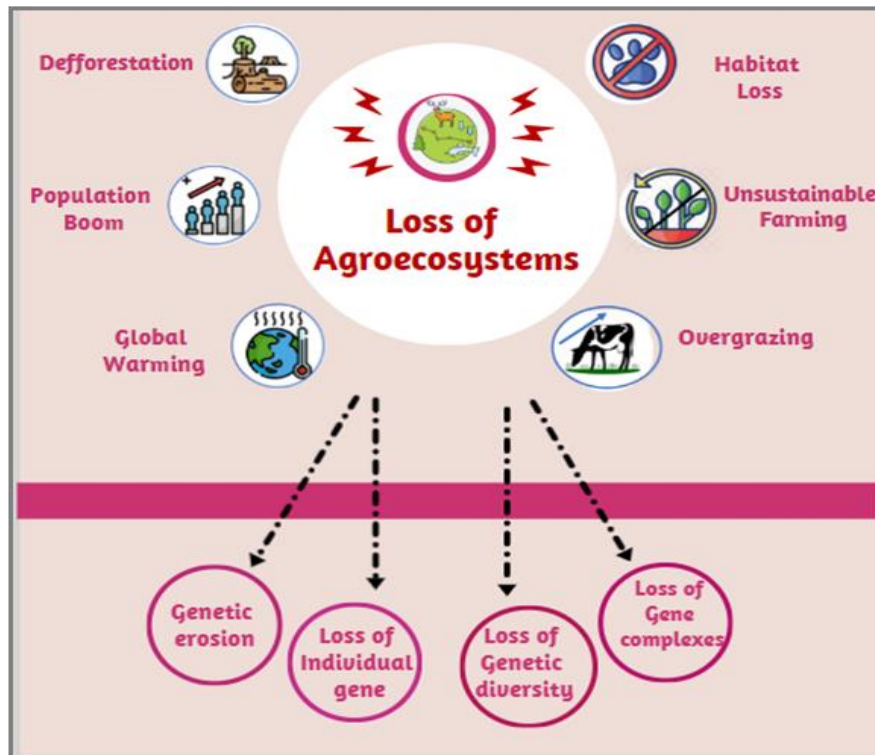 Defforestation
Habitat
Loss
Population
Boom
Loss of
Agroecosystems
Unsustainable
Farming
Global
Warming
Overgrazing
Genetic
erosion
Loss of
Individual
gene
Loss of
Genetic
diversity
Loss of
Gene
complexes